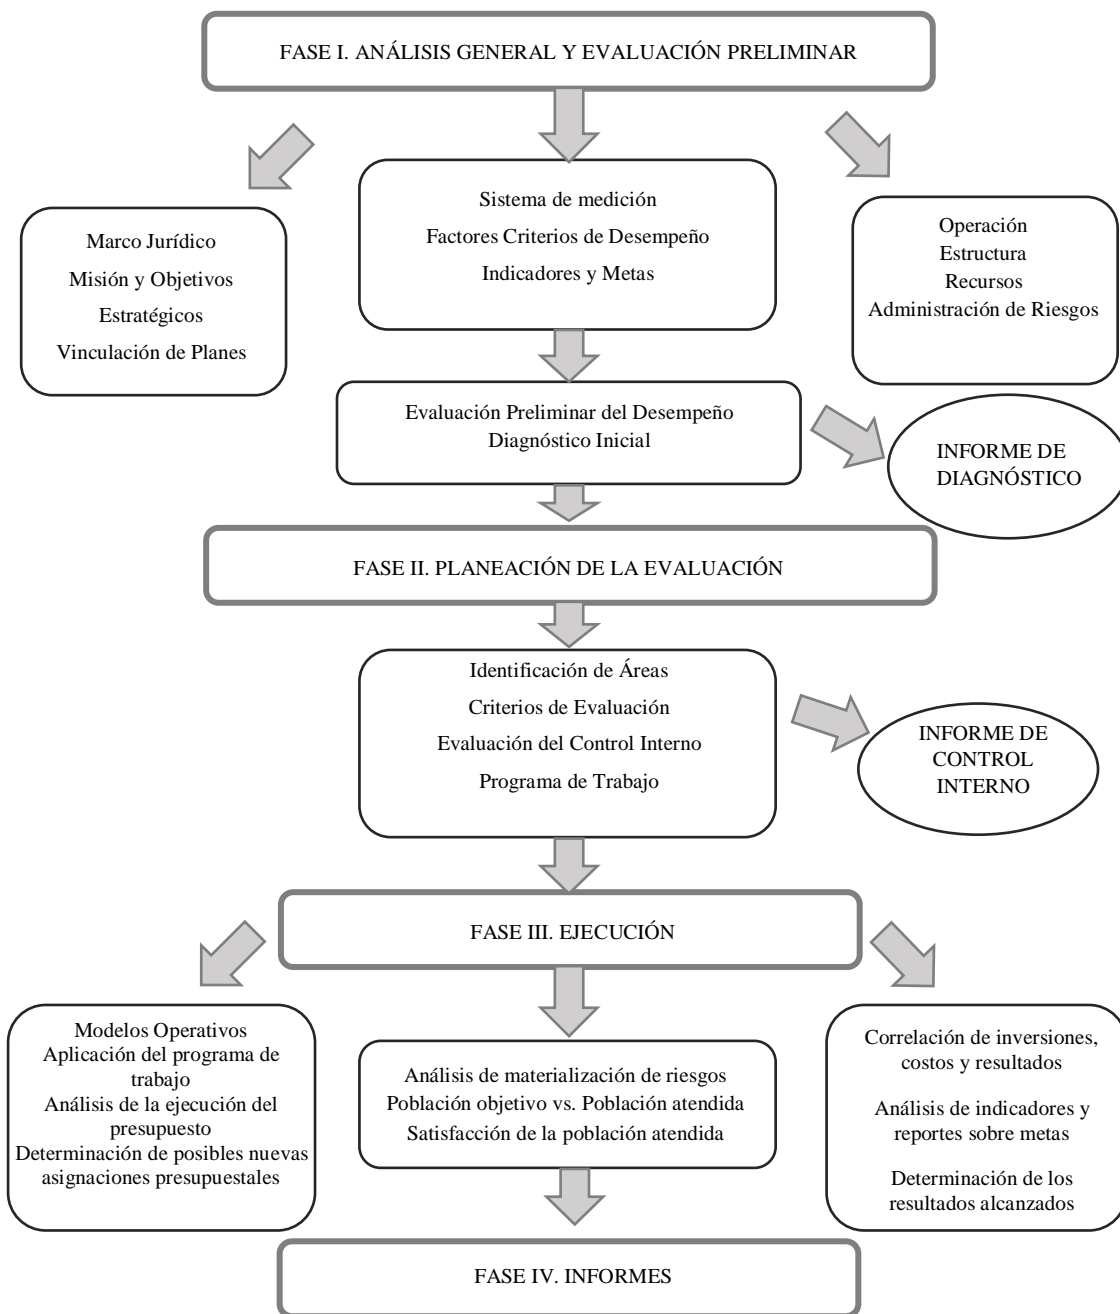 FASE I. ANÁLISIS GENERAL Y EVALUACIÓN PRELIMINAR
Marco Jurídico
Misión y Objetivos
Estratégicos
Vinculación de Planes
Sistema de medición
Factores Criterios de Desempeño
Indicadores y Metas
Operación
Estructura
Recursos
Administración de Riesgos
Evaluación Preliminar del Desempeño
Diagnóstico Inicial
INFORME DE
DIAGNÓSTICO
FASE II. PLANEACIÓN DE LA EVALUACIÓN
Identificación de Áreas
Criterios de Evaluación
Evaluación del Control Interno
Programa de Trabajo
INFORME DE
CONTROL
INTERNO
FASE III. EJECUCIÓN
Modelos Operativos
Aplicación del programa de
trabajo
Análisis de la ejecución del
presupuesto
Determinación de posibles nuevas
asignaciones presupuestales
Análisis de materialización de riesgos
Población objetivo vs. Población atendida
Satisfacción de la población atendida
Correlación de inversiones,
costos y resultados
Análisis de indicadores y
reportes sobre metas
Determinación de los
resultados alcanzados
FASE IV. INFORMES